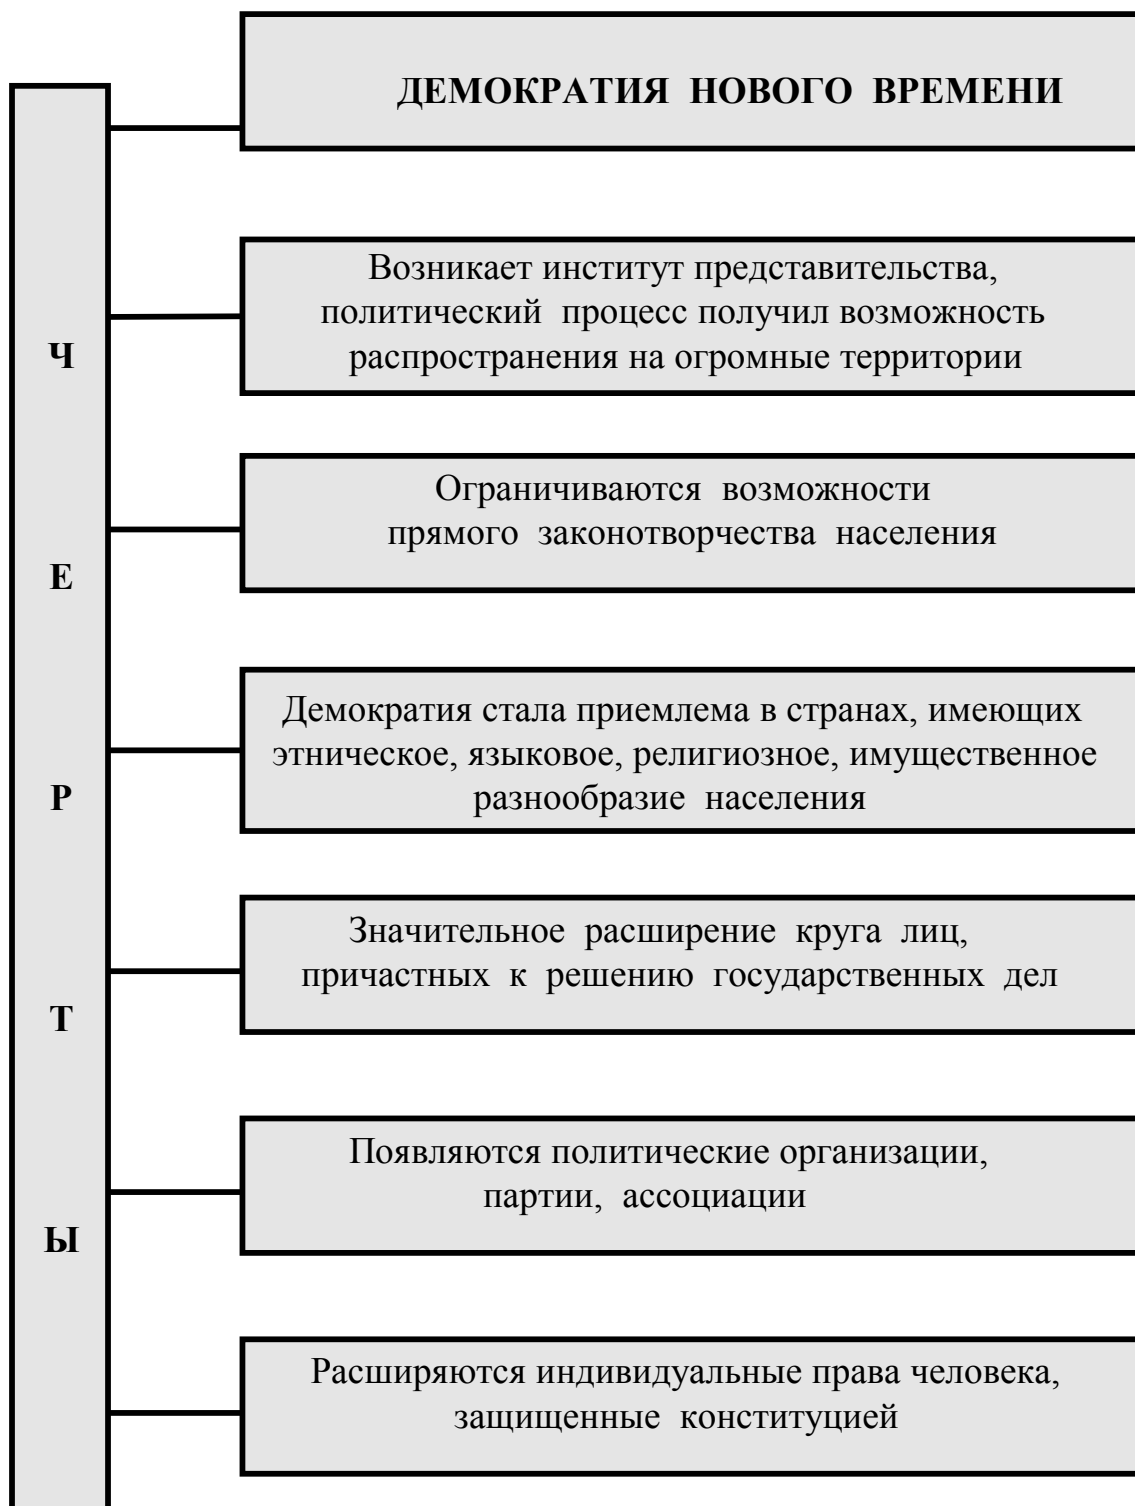 ДЕМОКРАТИЯ НОВОГО ВРЕМЕНИ
Ч
Е
Р
Т
Ы
Возникает институт представительства,
политический процесс получил возможность
распространения на огромные территории
Ограничиваются возможности
прямого законотворчества населения
Демократия стала приемлема в странах, имеющих
этническое, языковое, религиозное, имущественное
разнообразие населения
Значительное расширение круга лиц,
причастных к решению государственных дел
Появляются политические организации,
партии, ассоциации
Расширяются индивидуальные права человека,
защищенные конституцией